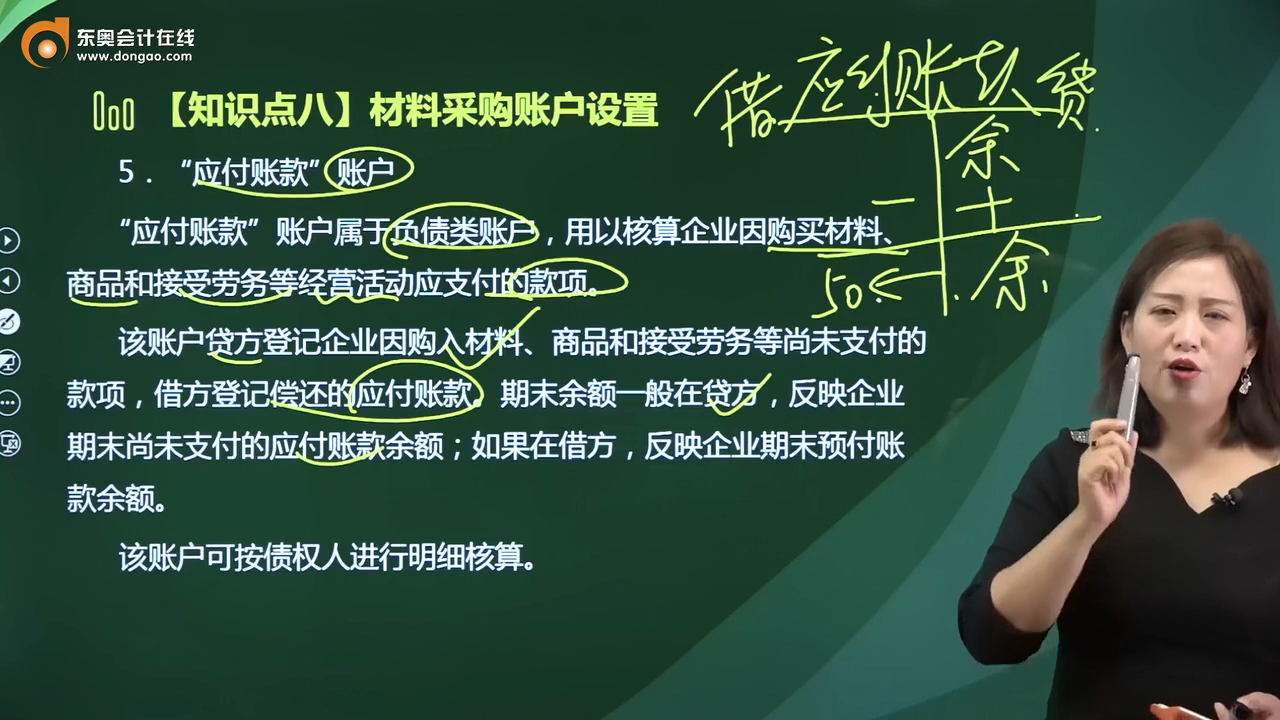 东奥会计在线
www.dongao.com
【知识点八】材料采购账户设置
借 应付账款 贷
余
一 十
50 余
5．“应付账款”账户
“应付账款”账户属于负债类账户，用以核算企业因购买材料、
商品和接受劳务等经营活动应支付的款项。
该账户贷方登记企业因购入材料、商品和接受劳务等尚未支付的
款项，借方登记偿还的应付账款。期末余额一般在贷方，反映企业
期末尚未支付的应付账款余额；如果在借方，反映企业期末预付账
款余额。
该账户可按债权人进行明细核算。